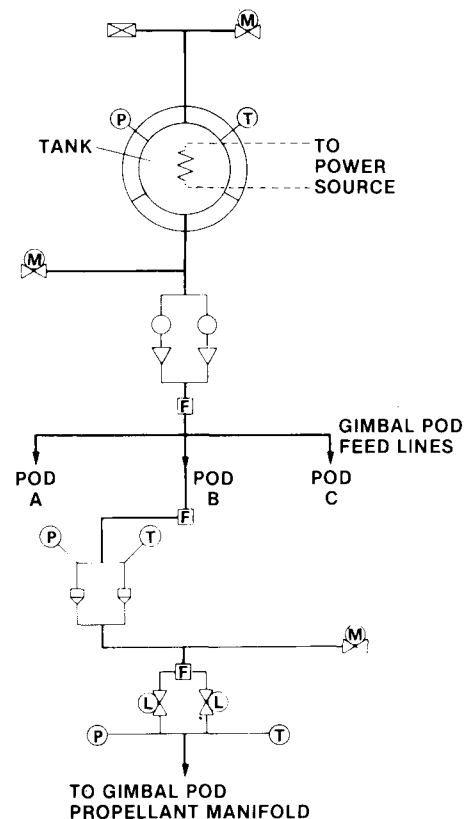 M
P
T
TANK
TO
POWER
SOURCE
M
F
GIMBAL POD
FEED LINES
POD
A
POD
B
POD
C
F
P
T
M
F
L
L
P
T
TO GIMBAL POD
PROPELLANT MANIFOLD